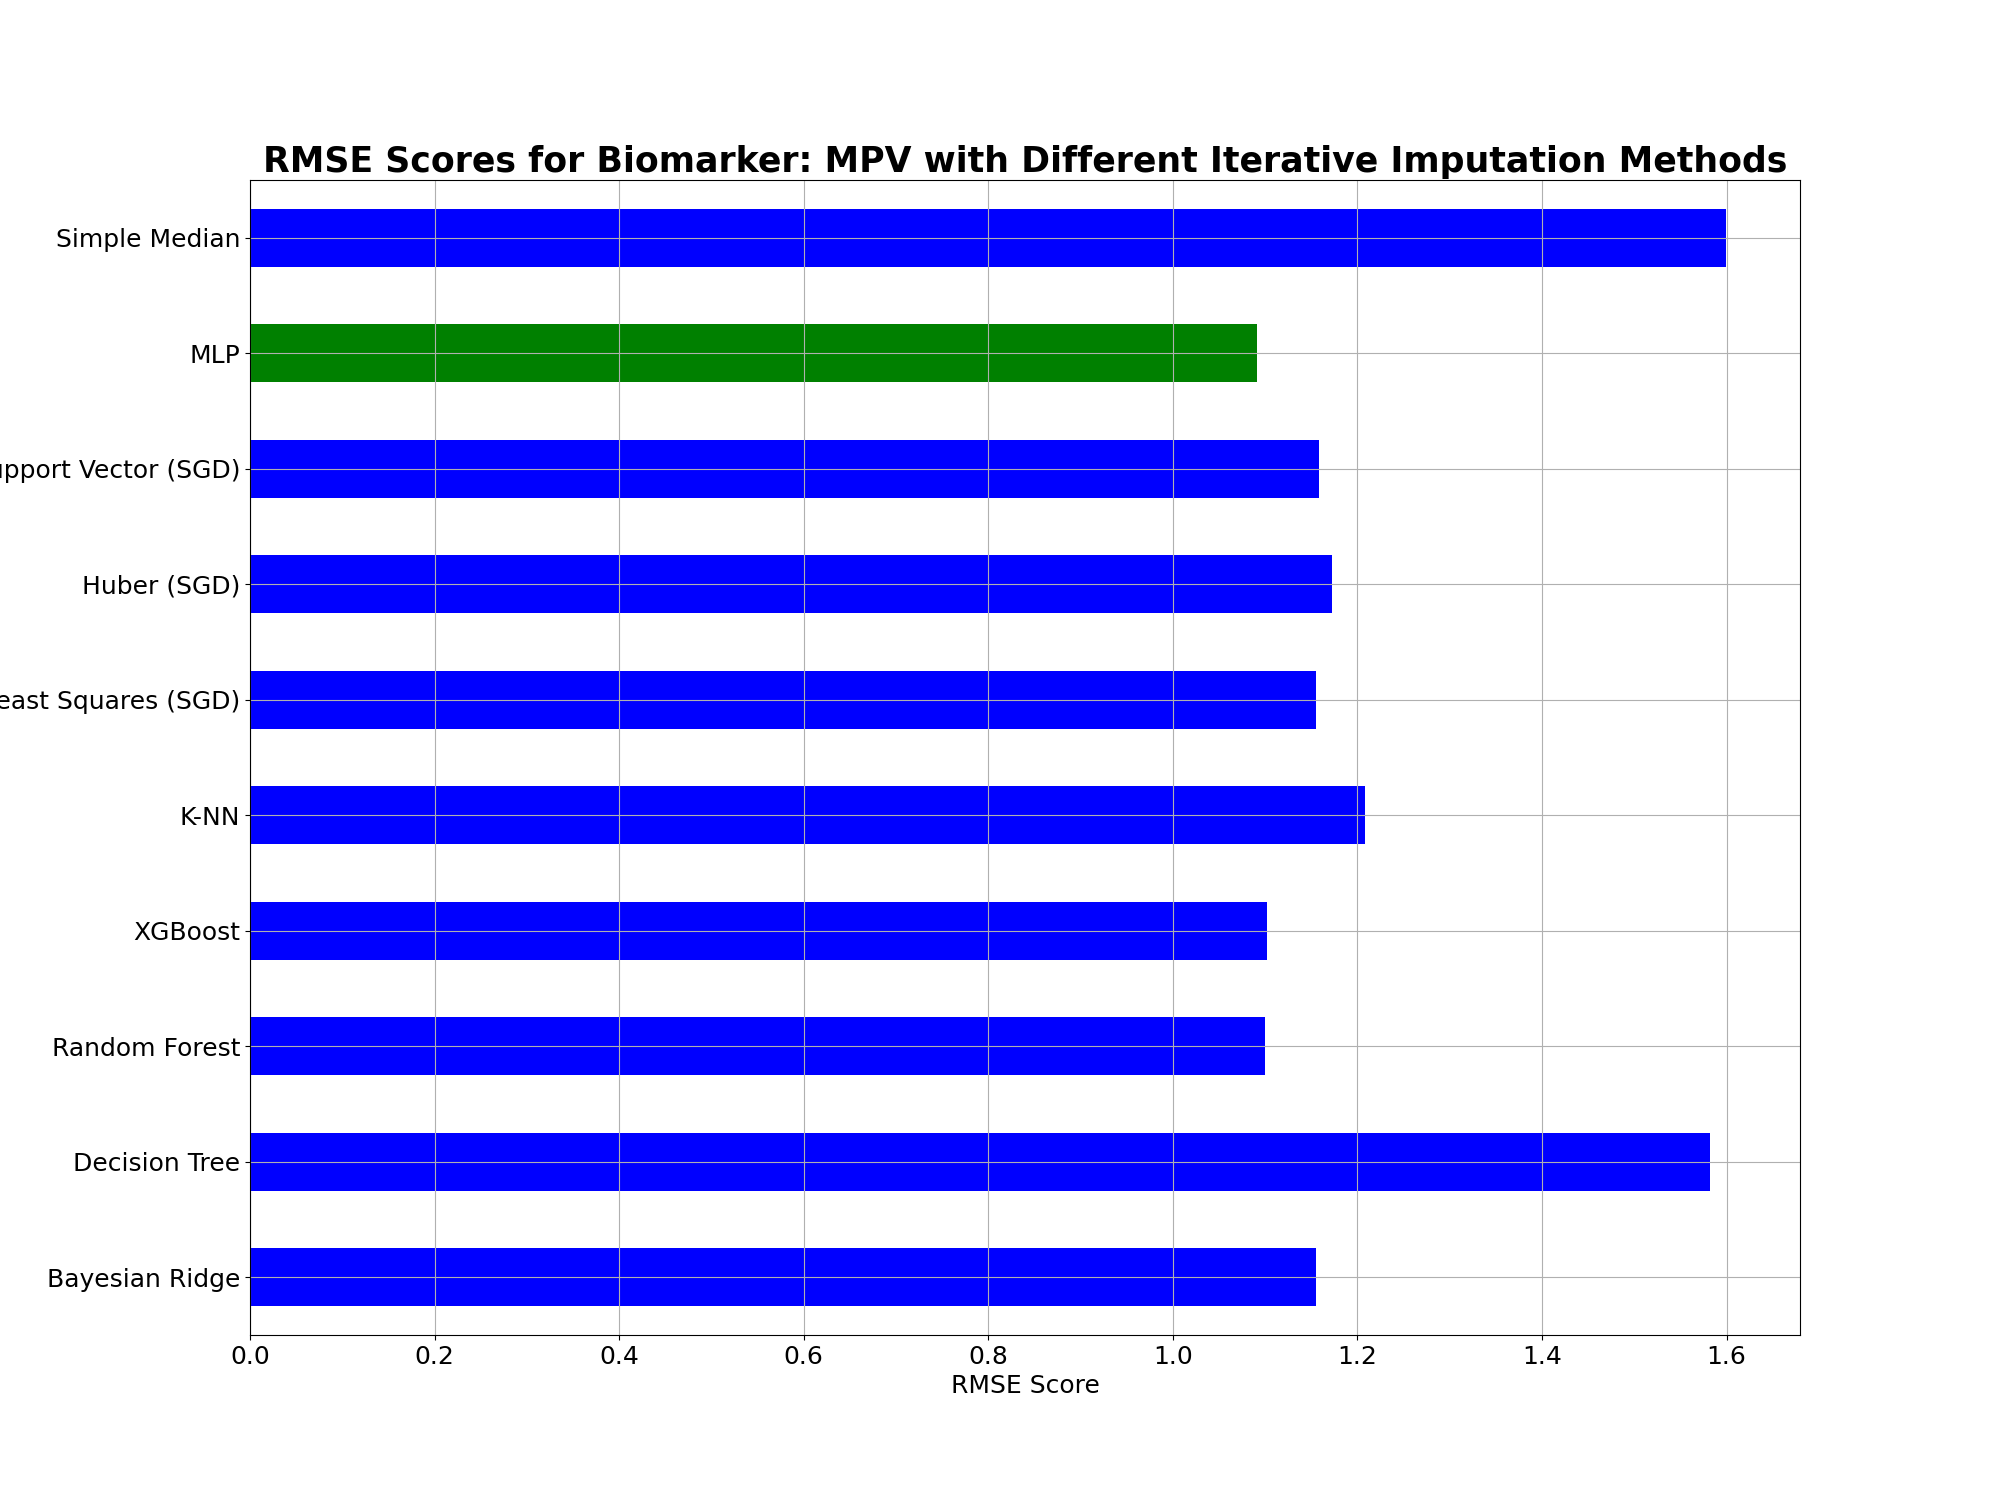 RMSE Scores for Biomarker: MPV with Different Iterative Imputation Methods
Simple Median
MLP
upport Vector (SGD)
Huber (SGD)
east Squares (SGD)
K-NN
XGBoost
Random Forest
Decision Tree
Bayesian Ridge
0.0 0.2 0.4 0.6 0.8 1.0 1.2 1.4 1.6
RMSE Score